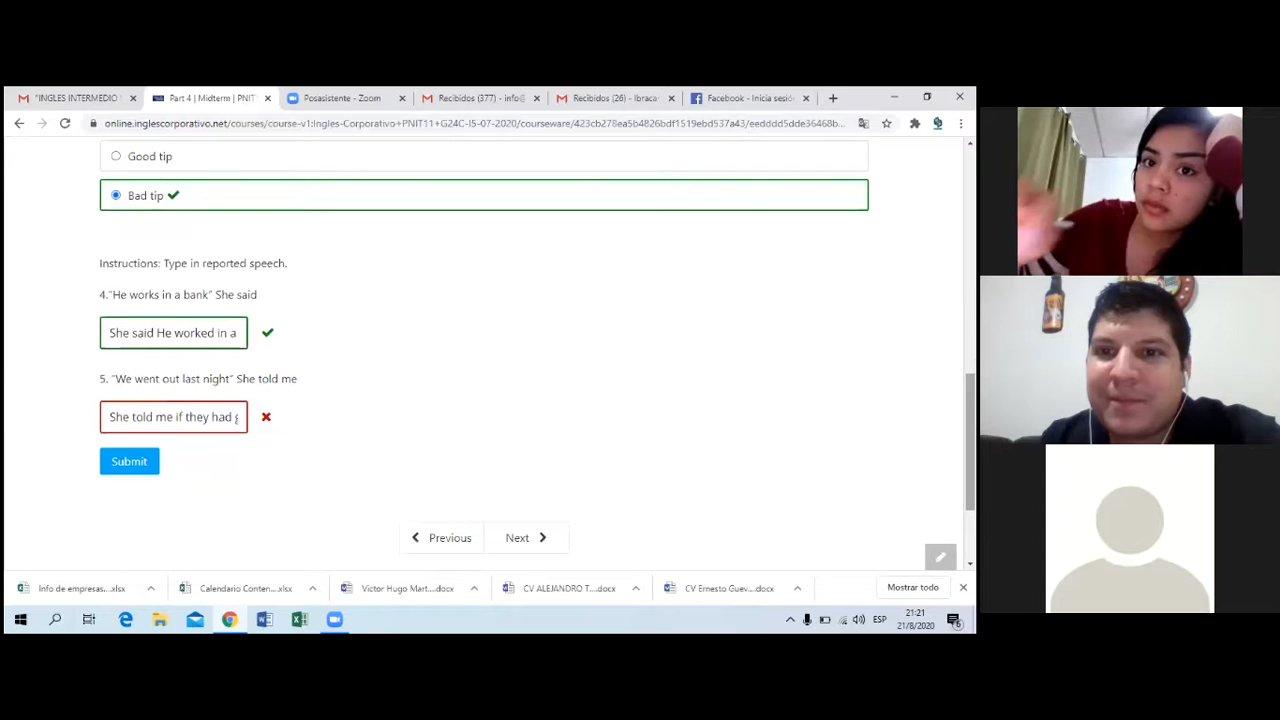 "INGLES INTERMEDIO
Part 4 | Midterm | PNIT
Posasistente - Zoom
Recibidos (377) - info@
Recibidos (26) - lbraca
Facebook - Inicia sesió
online.inglescorporativo.net/courses/course-v1:Ingles-Corporativo+PNIT11+G24C-I5-07-2020/courseware/423cb278ea5b4826bdf1519ebd537a43/eedddd5dde36468b...
Good tip
Bad tip
Instructions: Type in reported speech.
4."He works in a bank" She said
She said He worked in a
5. "We went out last night" She told me
She told me if they had g
Submit
Previous
Next
Info de empresas....xlsx
Calendario Conten....xlsx
Victor Hugo Mart....docx
CV ALEJANDRO T....docx
CV Ernesto Guev....docx
Mostrar todo
ESP
21:21
21/8/2020
6